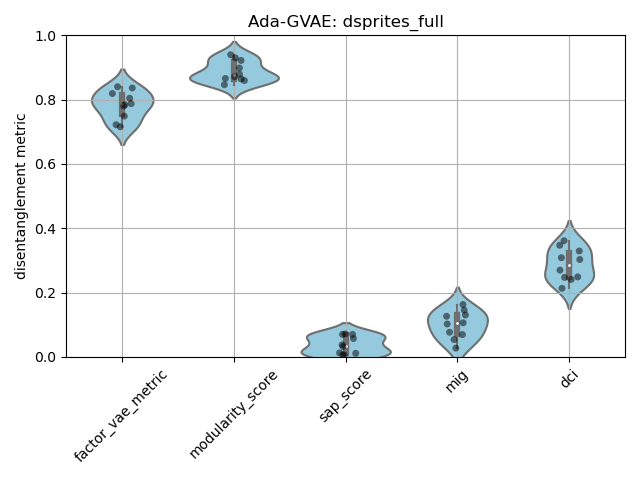 Ada-GVAE: dsprites_full
1.0
0.8
0.6
0.4
0.2
0.0
disentanglement metric
factor_vae_metric
modularity_score
sap_score
mig
dci